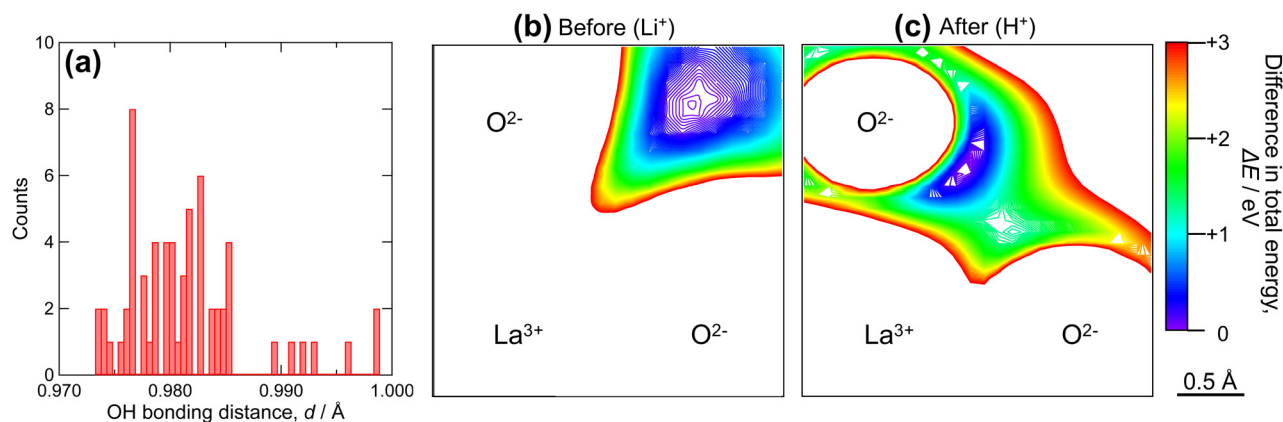 (a)
10
8
6
4
2
0
Counts
0.970
0.980
0.990
1.000
OH bonding distance, d / Å
(b) Before (Li⁺)
O²⁻
La³⁺
O²⁻
(c) After (H⁺)
O²⁻
La³⁺
O²⁻
+3
+2
+1
0
Difference in total energy,
ΔE / eV
0.5 Å